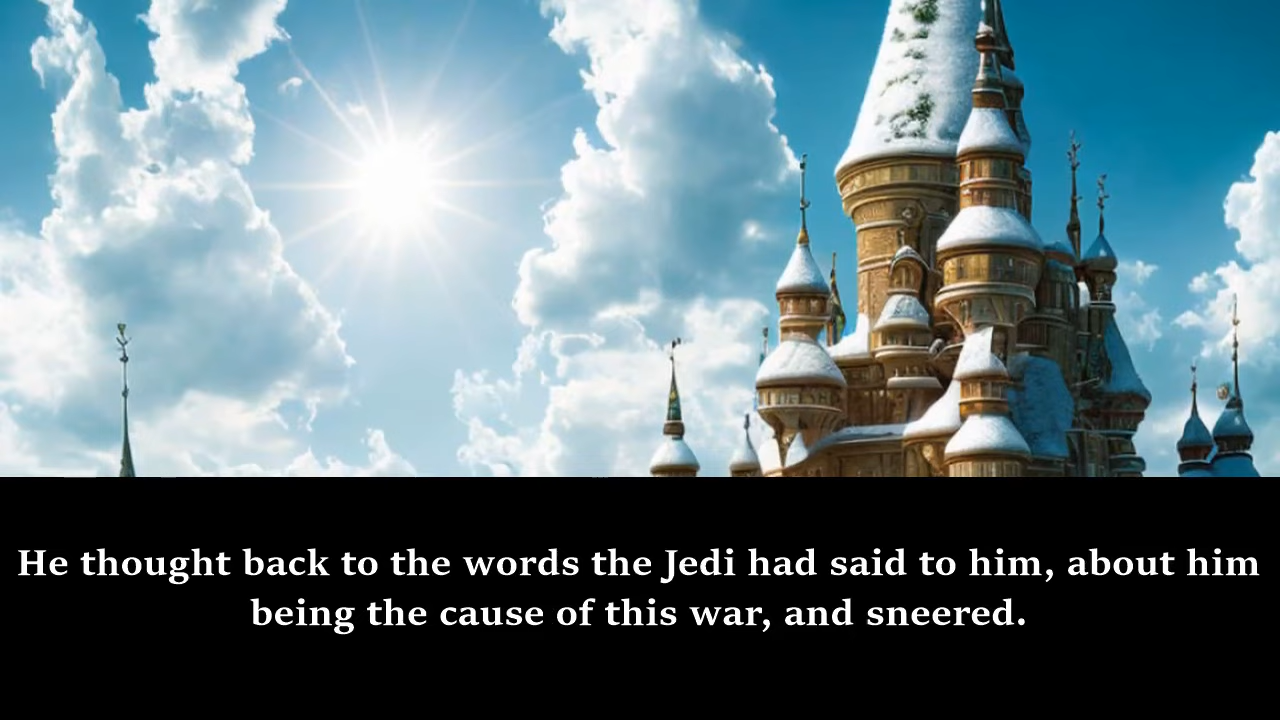 He thought back to the words the Jedi had said to him, about him
being the cause of this war, and sneered.